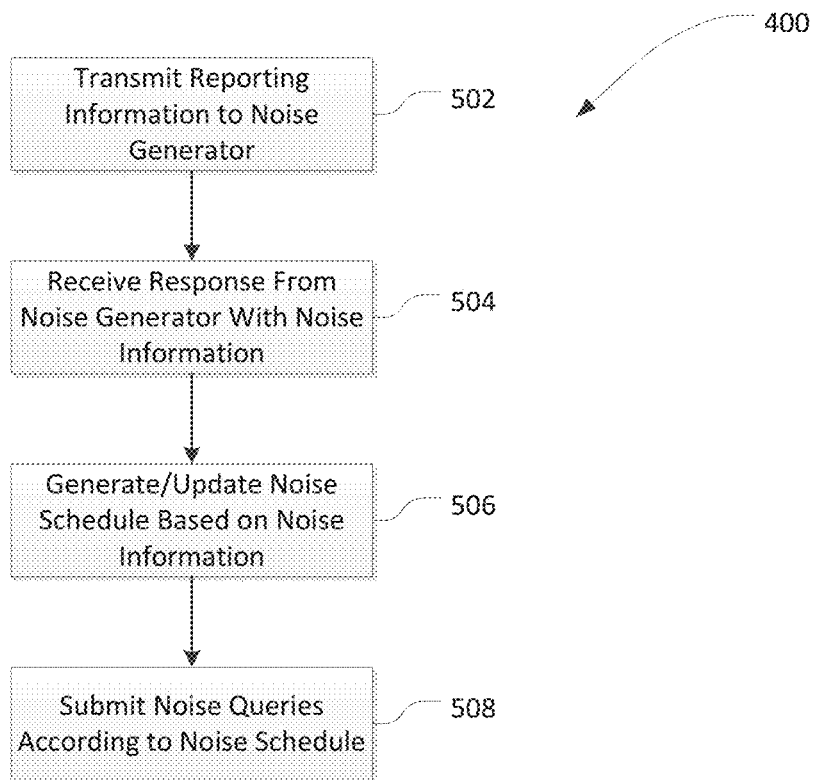 400
Transmit Reporting
Information to Noise
Generator
502
Receive Response From
Noise Generator With Noise
Information
504
Generate/Update Noise
Schedule Based on Noise
Information
506
Submit Noise Queries
According to Noise Schedule
508